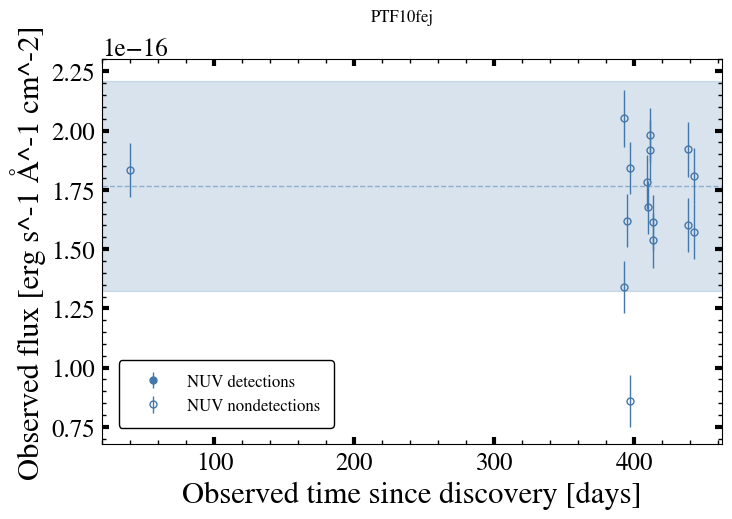 PTF10fej
1e−16
Observed flux [erg s^-1 Å^-1 cm^-2]
2.25
2.00
1.75
1.50
1.25
1.00
0.75
NUV detections
NUV nondetections
100
200
300
400
Observed time since discovery [days]